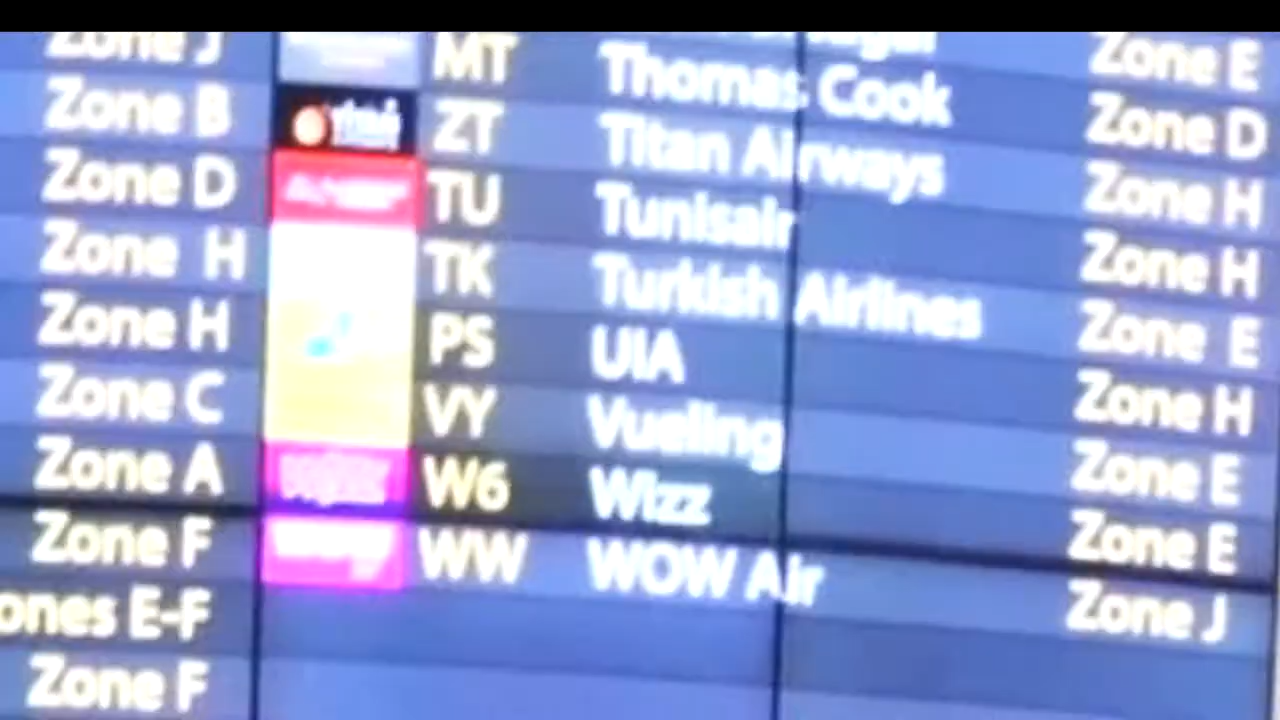 Zone E
Zone J MT Thomas Cook Zone D
Zone B ZT Titan Airways Zone H
Zone D TU Tunisair Zone H
Zone H TK Turkish Airlines Zone E
Zone H PS UIA Zone H
Zone C VY Vueling Zone E
Zone A W6 Wizz Zone E
Zone F WOW WW WOW Air Zone J
ones E-F
Zone F